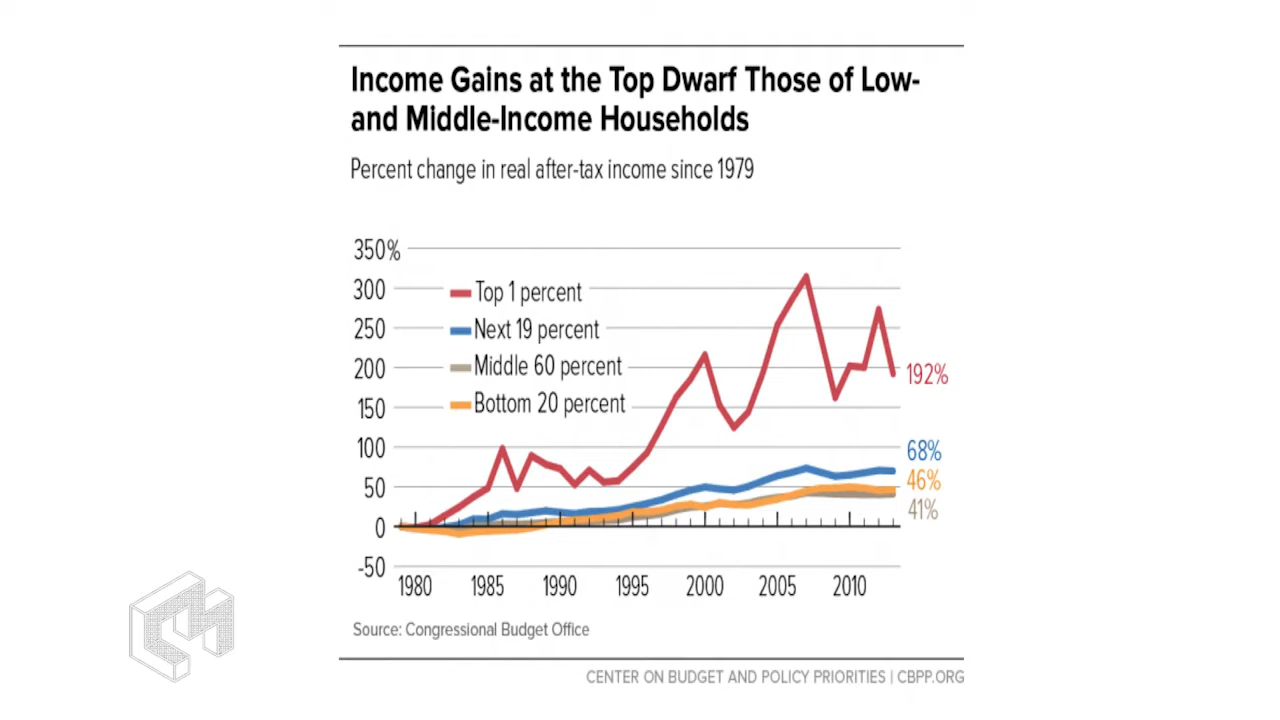 Income Gains at the Top Dwarf Those of Low-
and Middle-Income Households
Percent change in real after-tax income since 1979
350%
300
250
200
150
100
50
0
-50
Top 1 percent
Next 19 percent
Middle 60 percent
Bottom 20 percent
192%
68%
46%
41%
1980 1985 1990 1995 2000 2005 2010
Source: Congressional Budget Office
CENTER ON BUDGET AND POLICY PRIORITIES | CBPP.ORG